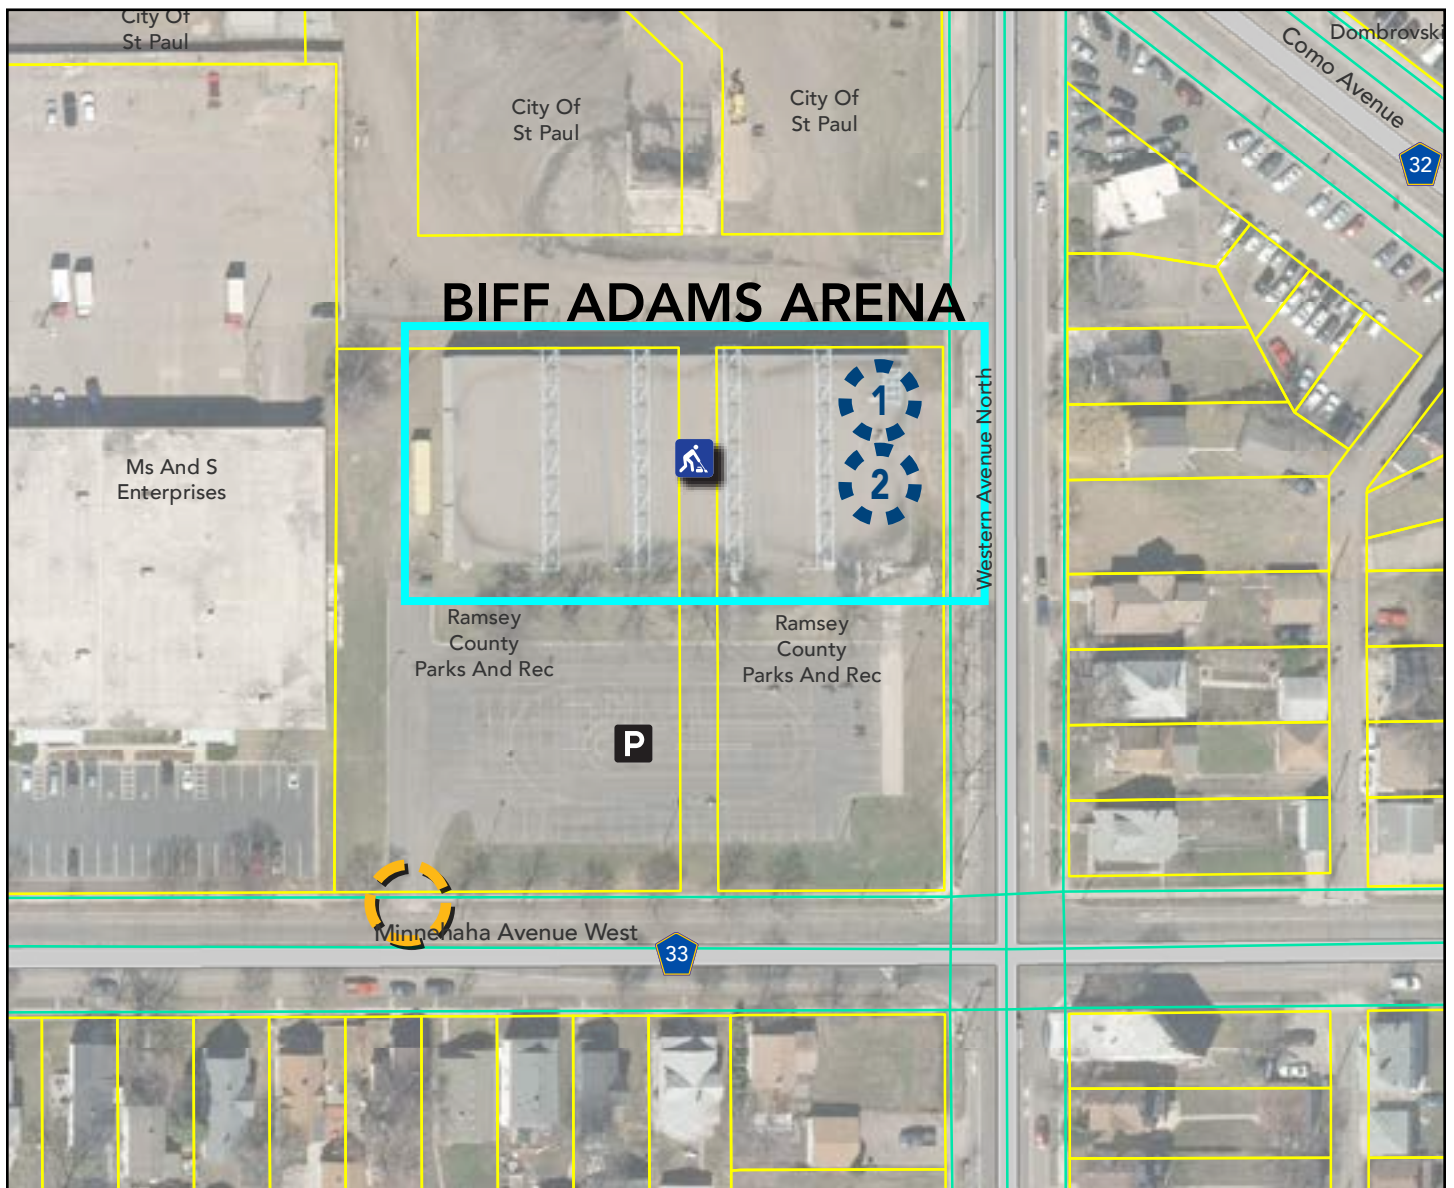 City Of
St Paul
Dombrovski
Como Avenue
32
City Of
St Paul
City Of
St Paul
BIFF ADAMS ARENA
1
2
Western Avenue North
Ms And S
Enterprises
Ramsey
County
Parks And Rec
Ramsey
County
Parks And Rec
P
Minnehaha Avenue West
33